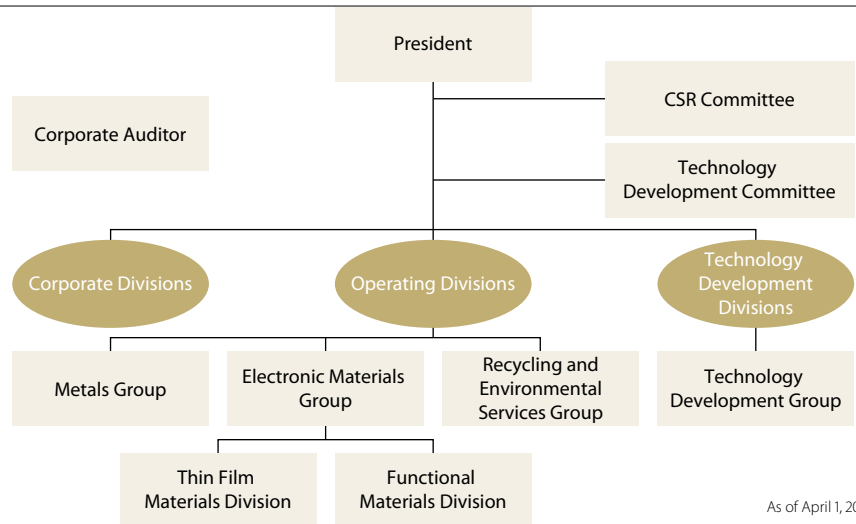 President
CSR Committee
Corporate Auditor
Technology
Development Committee
Corporate Divisions
Operating Divisions
Technology
Development
Divisions
Metals Group
Electronic Materials
Group
Recycling and
Environmental
Services Group
Technology
Development Group
Thin Film
Materials Division
Functional
Materials Division
As of April 1, 20